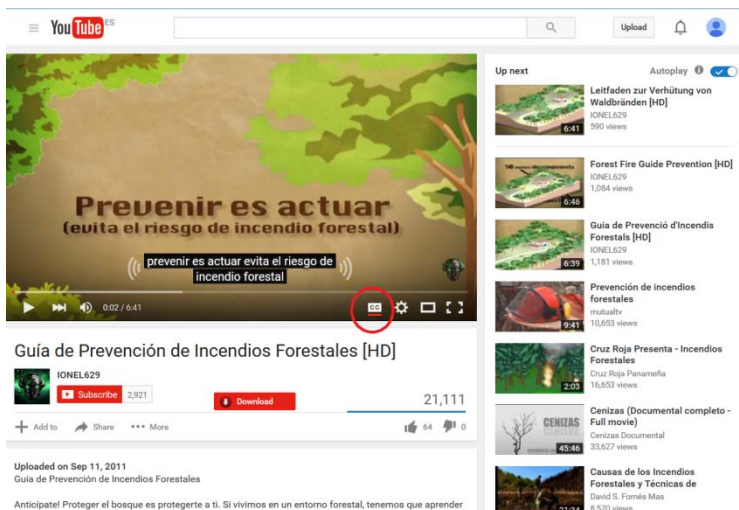 You Tube ES
Upload
Prevenir es actuar
(evita el riesgo de incendio forestal)
prevenir es actuar evita el riesgo de
incendio forestal
0:02 / 6:41
CC
Guía de Prevención de Incendios Forestales [HD]
IONEL629
Subscribe 2,921
Download
21,111
Add to Share More
64 0
Uploaded on Sep 11, 2011
Guía de Prevención de Incendios Forestales
Anticípate! Proteger el bosque es protegerte a ti. Si vivimos en un entorno forestal, tenemos que aprender
Up next Autoplay
Leitfaden zur Verhütung von
Waldbränden [HD]
IONEL629
590 views
6:41
Forest Fire Guide Prevention [HD]
IONEL629
1,084 views
6:46
Guia de Prevenció d'Incendis
Forestals [HD]
IONEL629
1,181 views
6:39
Prevención de incendios
forestales
mutualtv
10,653 views
9:41
Cruz Roja Presenta - Incendios
Forestales
Cruz Roja Panameña
16,653 views
2:03
CENIZAS
Cenizas (Documental completo -
Full movie)
Cenizas Documental
33,627 views
45:46
Causas de los Incendios
Forestales y Técnicas de
David S. Fornés Mas
8,570 views
21:34